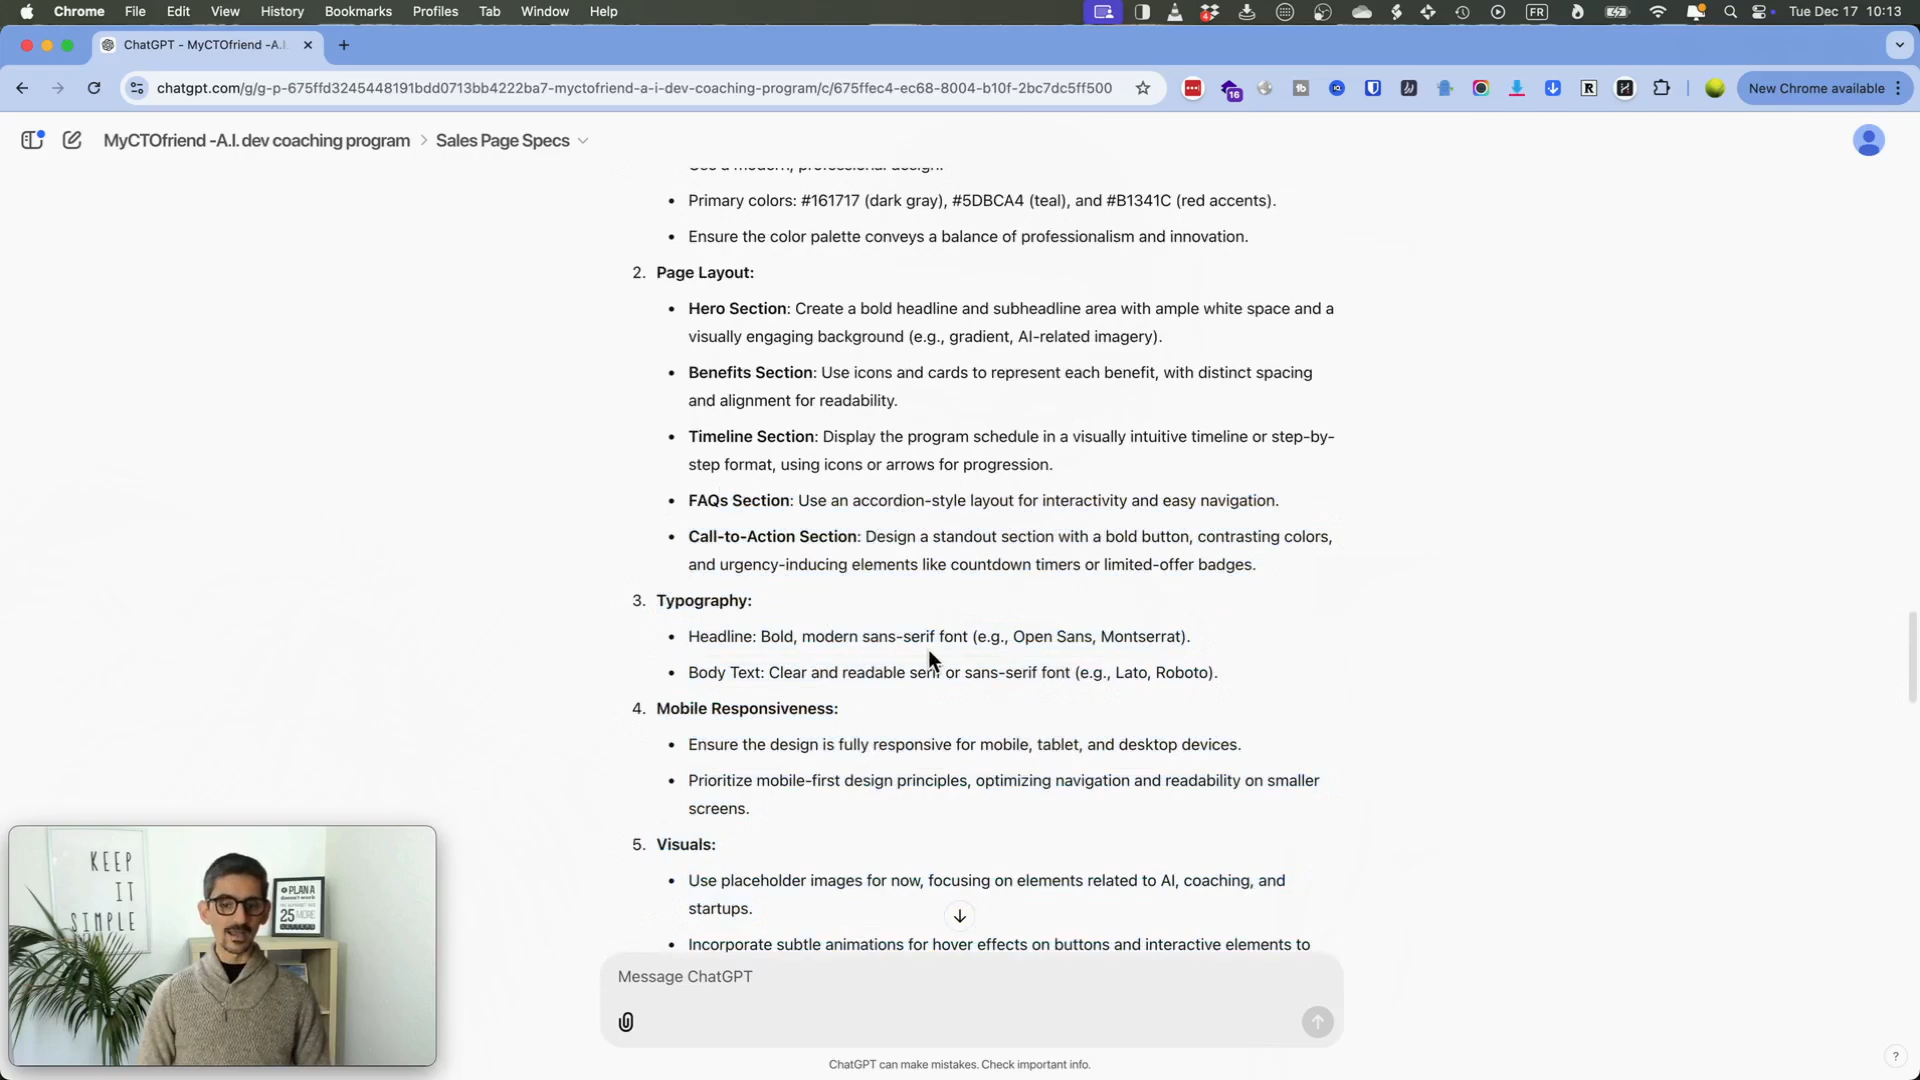 Chrome File Edit View History Bookmarks Profiles Tab Window Help
FR
Tue Dec 17 10:13
ChatGPT - MyCTOfriend -A.I.
chatgpt.com/g/g-p-675ffd3245448191bdd0713bb4222ba7-myctofriend-a-i-dev-coaching-program/c/675ffec4-ec68-8004-b10f-2bc7dc5ff500
16
New Chrome available
MyCTOfriend -A.I. dev coaching program > Sales Page Specs
Use a modern, professional design.
• Primary colors: #161717 (dark gray), #5DBCA4 (teal), and #B1341C (red accents).
• Ensure the color palette conveys a balance of professionalism and innovation.
2. Page Layout:
• Hero Section: Create a bold headline and subheadline area with ample white space and a
visually engaging background (e.g., gradient, AI-related imagery).
• Benefits Section: Use icons and cards to represent each benefit, with distinct spacing
and alignment for readability.
• Timeline Section: Display the program schedule in a visually intuitive timeline or step-by-
step format, using icons or arrows for progression.
• FAQs Section: Use an accordion-style layout for interactivity and easy navigation.
• Call-to-Action Section: Design a standout section with a bold button, contrasting colors,
and urgency-inducing elements like countdown timers or limited-offer badges.
3. Typography:
• Headline: Bold, modern sans-serif font (e.g., Open Sans, Montserrat).
• Body Text: Clear and readable serif or sans-serif font (e.g., Lato, Roboto).
4. Mobile Responsiveness:
• Ensure the design is fully responsive for mobile, tablet, and desktop devices.
• Prioritize mobile-first design principles, optimizing navigation and readability on smaller
screens.
5. Visuals:
• Use placeholder images for now, focusing on elements related to AI, coaching, and
startups.
• Incorporate subtle animations for hover effects on buttons and interactive elements to
Message ChatGPT
ChatGPT can make mistakes. Check important info.
?
KEEP
IT
SIMPLE
PLAN A
25
MORE